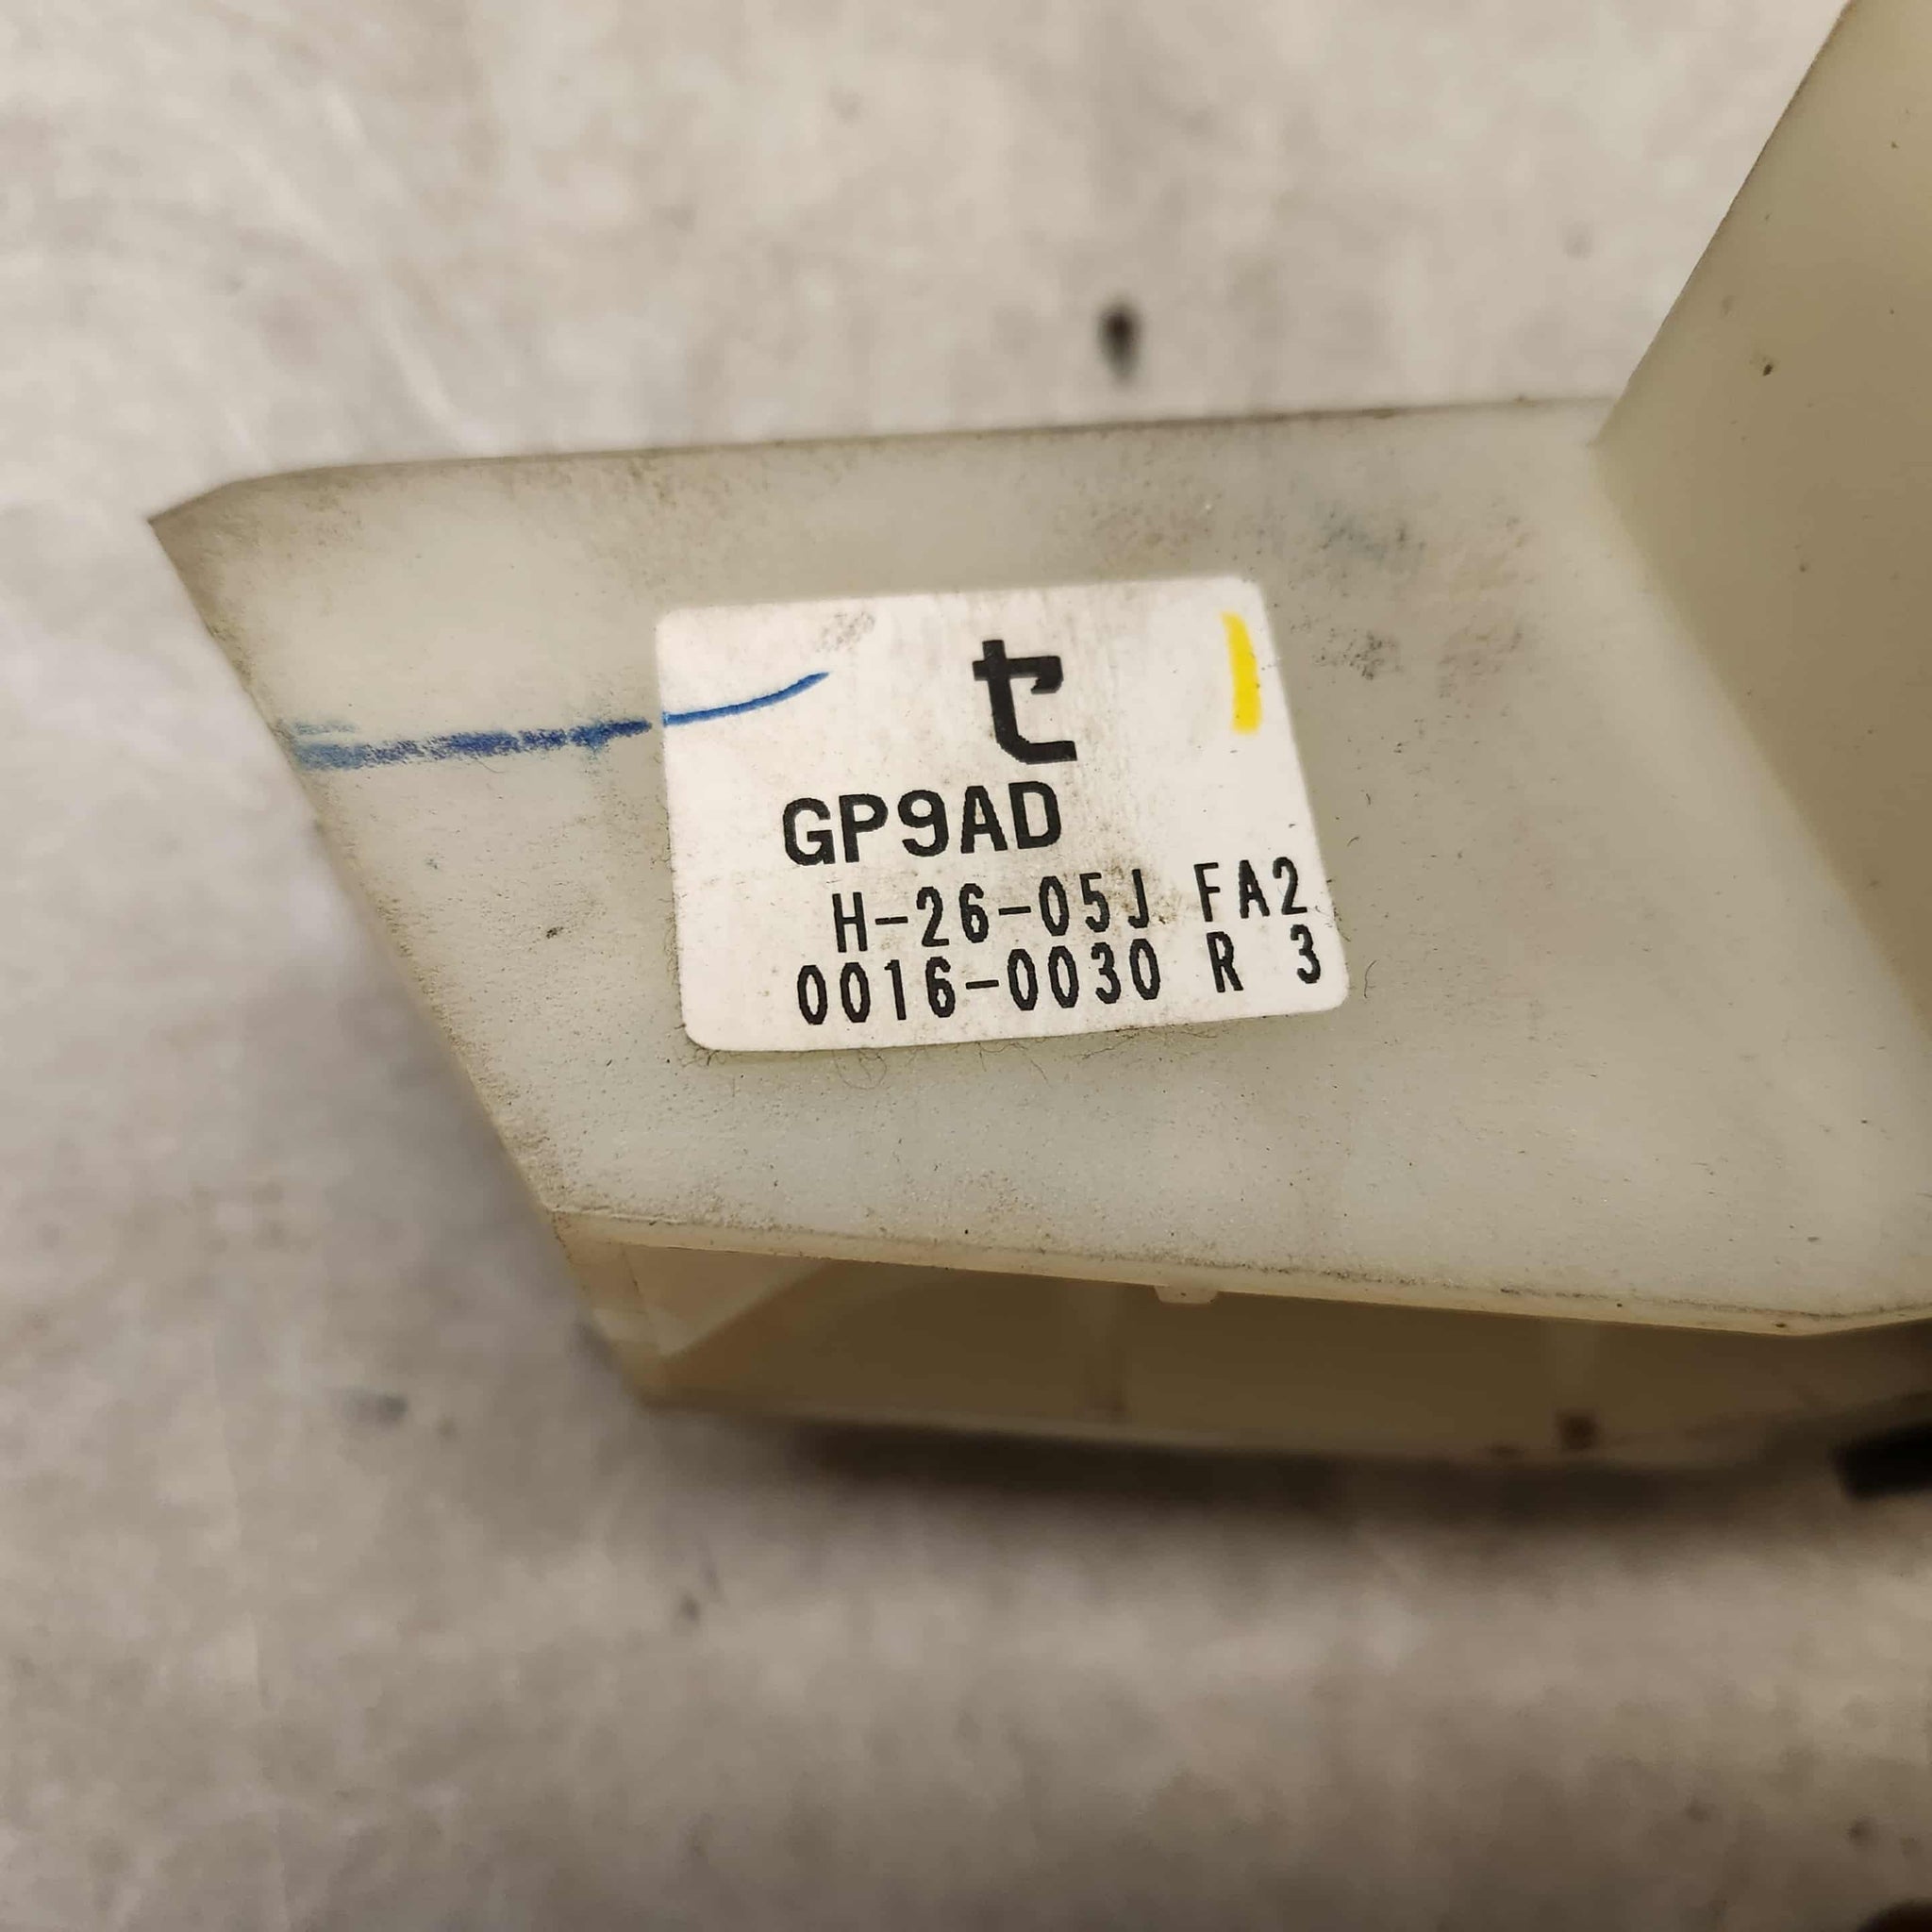 セ
GP9AD
H-26-05J FA2
0016-0030 R 3